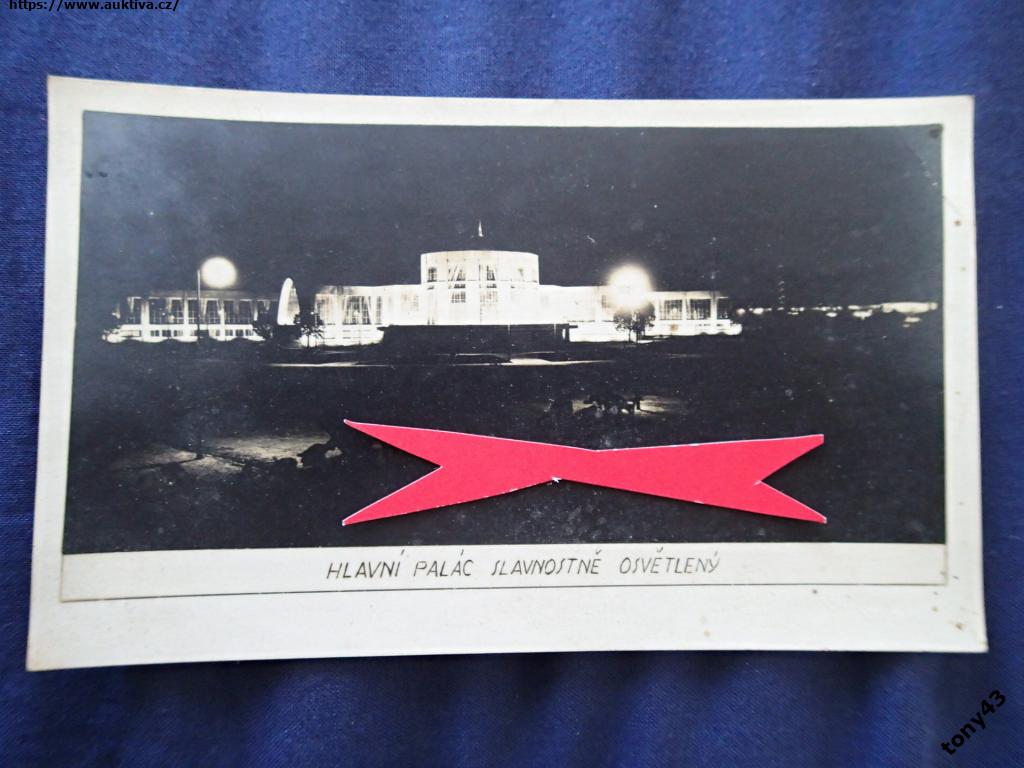 https://www.auktiva.cz/
HLAVNÍ PALÁC SLAVNOSTNĚ OSVĚTLENÝ
tony43